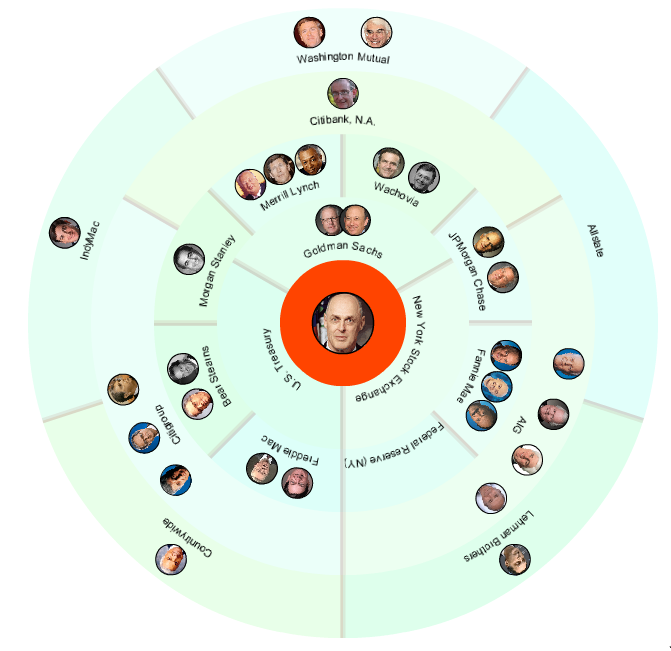 Washington Mutual
Citibank, N.A.
Merrill Lynch
Wachovia
Goldman Sachs
IndyMac
Morgan Stanley
JPMorgan Chase
Allstate
U.S. Treasury
New York Stock Exchange
Bear Stearns
Fannie Mae
Citigroup
AIG
Freddie Mac
Federal Reserve (NY)
Countrywide
Lehman Brothers